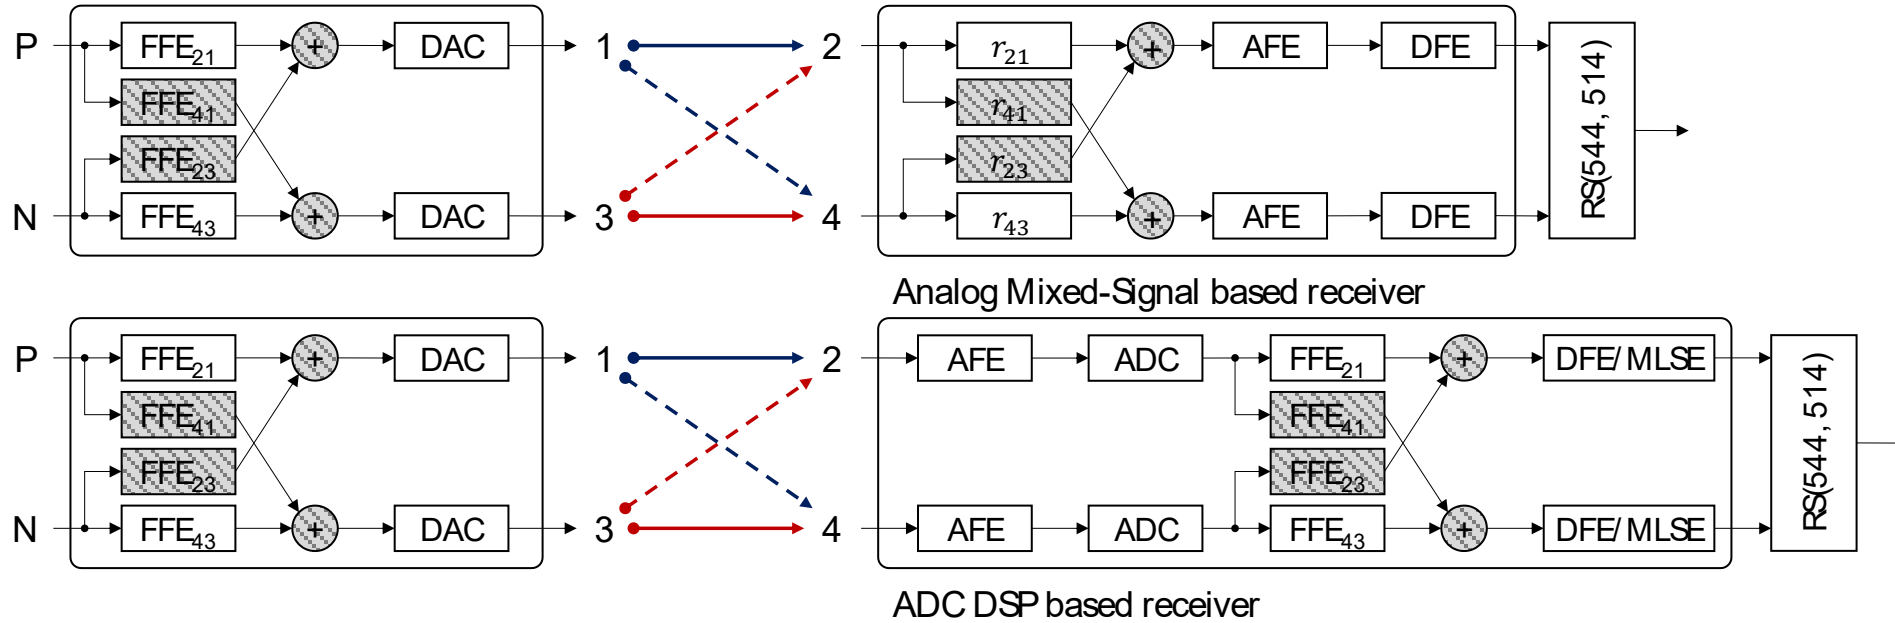 P FFE21 + DAC 1 2 r21 + AFE DFE
FFE41 r41
FFE23 r23
N FFE43 + DAC 3 4 r43 + AFE DFE
RS(544, 514)
Analog Mixed-Signal based receiver
P FFE21 + DAC 1 2 AFE ADC FFE21 + DFE/MLSE
FFE41 FFE41
FFE23 FFE23
N FFE43 + DAC 3 4 AFE ADC FFE43 + DFE/MLSE
RS(544, 514)
ADC DSP based receiver